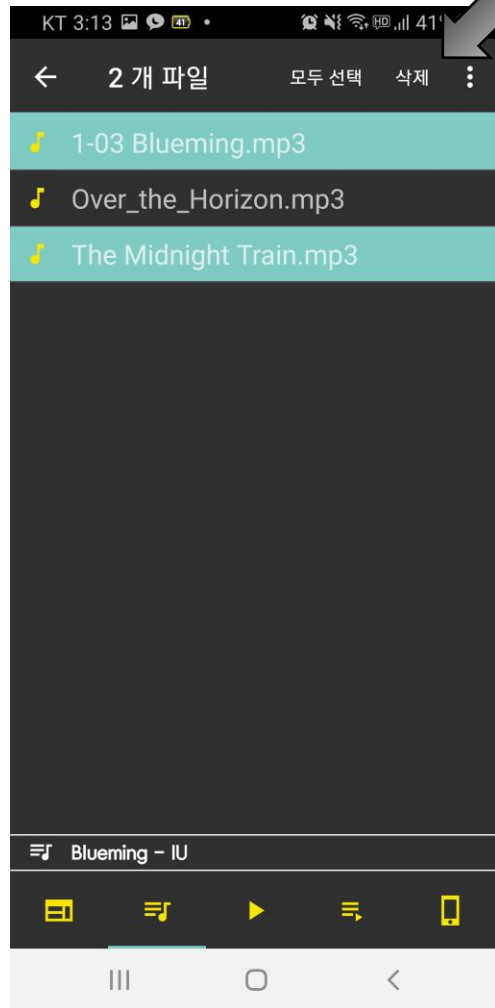 KT 3:13 41
2 개 파일 모두 선택 삭제
1-03 Blueming.mp3
Over_the_Horizon.mp3
The Midnight Train.mp3
Blueming - IU